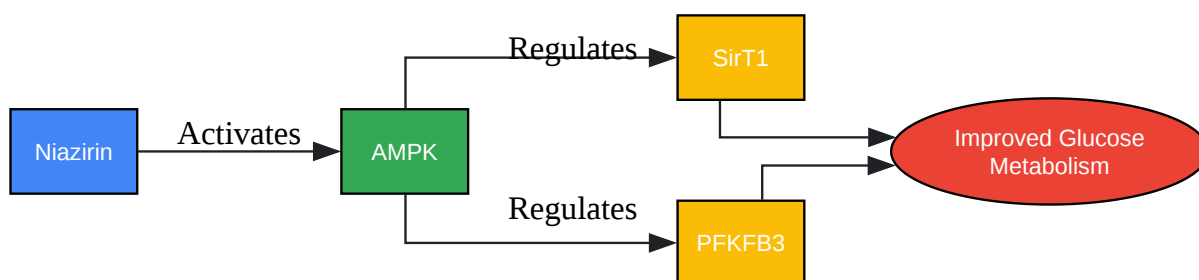 Regulates
SirT1
Niazirin
Activates
AMPK
Improved Glucose
Metabolism
Regulates
PFKFB3